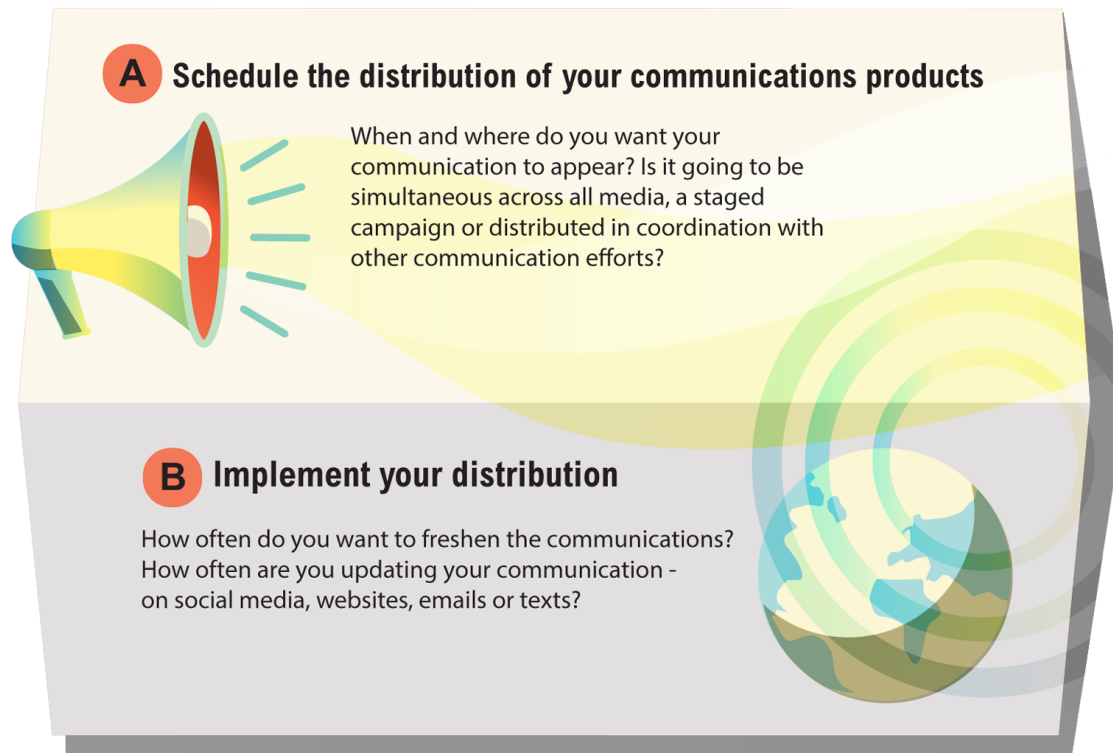 A Schedule the distribution of your communications products
When and where do you want your
communication to appear? Is it going to be
simultaneous across all media, a staged
campaign or distributed in coordination with
other communication efforts?
B Implement your distribution
How often do you want to freshen the communications?
How often are you updating your communication -
on social media, websites, emails or texts?